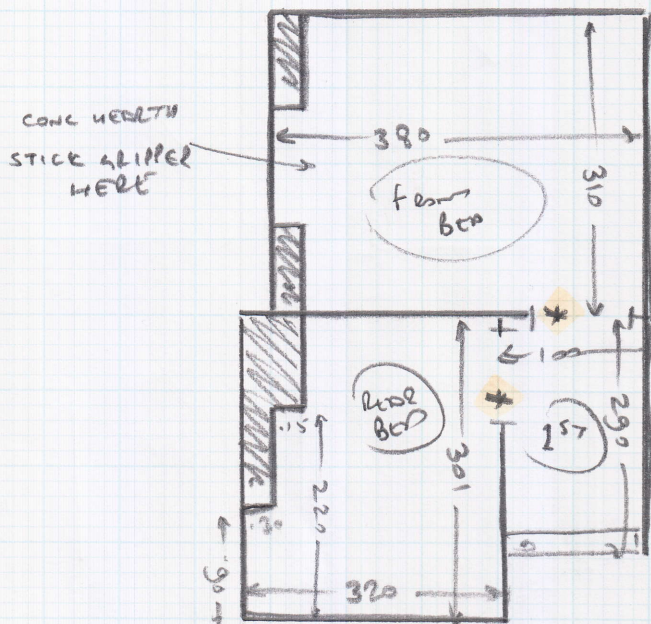 CONC HEARTH
STICK GRIPPER
HERE
380
310
FRONT
BED
100
REAR
BED
.15
301
1ST
290
220
.30
.90
320